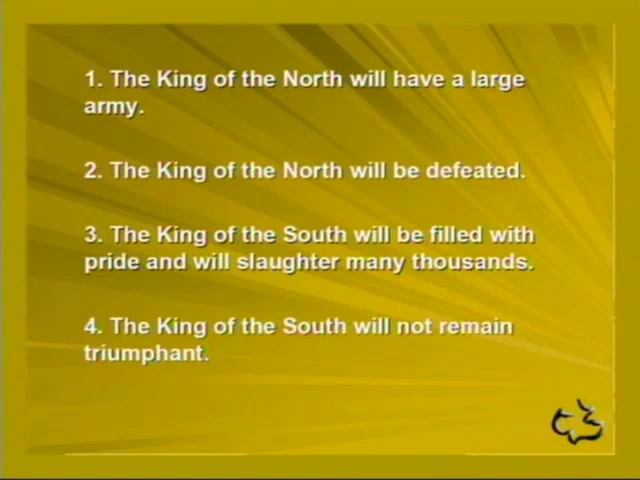 1. The King of the North will have a large
army.
2. The King of the North will be defeated.
3. The King of the South will be filled with
pride and will slaughter many thousands.
4. The King of the South will not remain
triumphant.